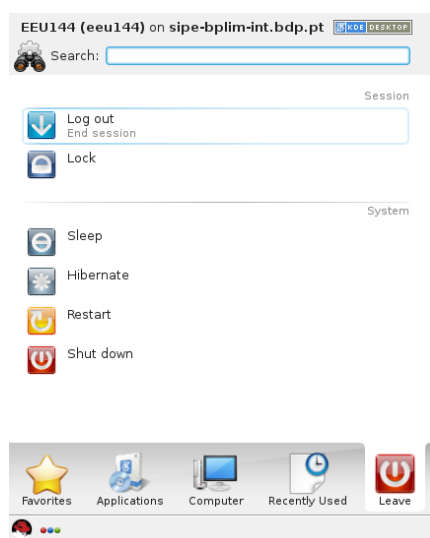 EEU144 (eeu144) on sipe-bplim-int.bdp.pt KDE DESKTOP
Search:
Session
Log out
End session
Lock
System
Sleep
Hibernate
Restart
Shut down
Favorites Applications Computer Recently Used Leave